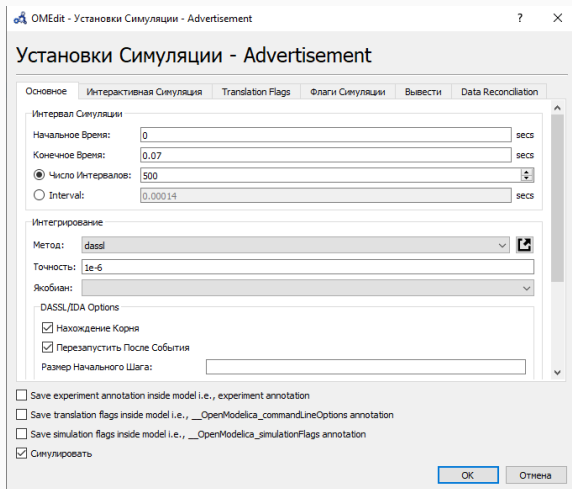 OMEdit - Установки Симуляции - Advertisement
Установки Симуляции - Advertisement
Основное Интерактивная Симуляция Translation Flags Флаги Симуляции Вывести Data Reconciliation
Интервал Симуляции
Начальное Время: 0 secs
Конечное Время: 0.07 secs
Число Интервалов: 500
Interval: 0.00014 secs
Интегрирование
Метод: dassl
Точность: 1e-6
Якобиан:
DASSL/IDA Options
Нахождение Корня
Перезапустить После События
Размер Начального Шага:
Save experiment annotation inside model i.e., experiment annotation
Save translation flags inside model i.e., __OpenModelica_commandLineOptions annotation
Save simulation flags inside model i.e., __OpenModelica_simulationFlags annotation
Симулировать
OK Отмена